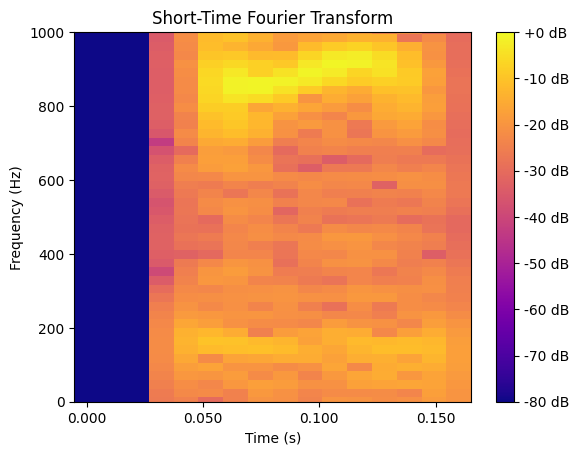 Short-Time Fourier Transform
1000
800
600
400
200
0
Frequency (Hz)
0.000
0.050
0.100
0.150
Time (s)
+0 dB
-10 dB
-20 dB
-30 dB
-40 dB
-50 dB
-60 dB
-70 dB
-80 dB